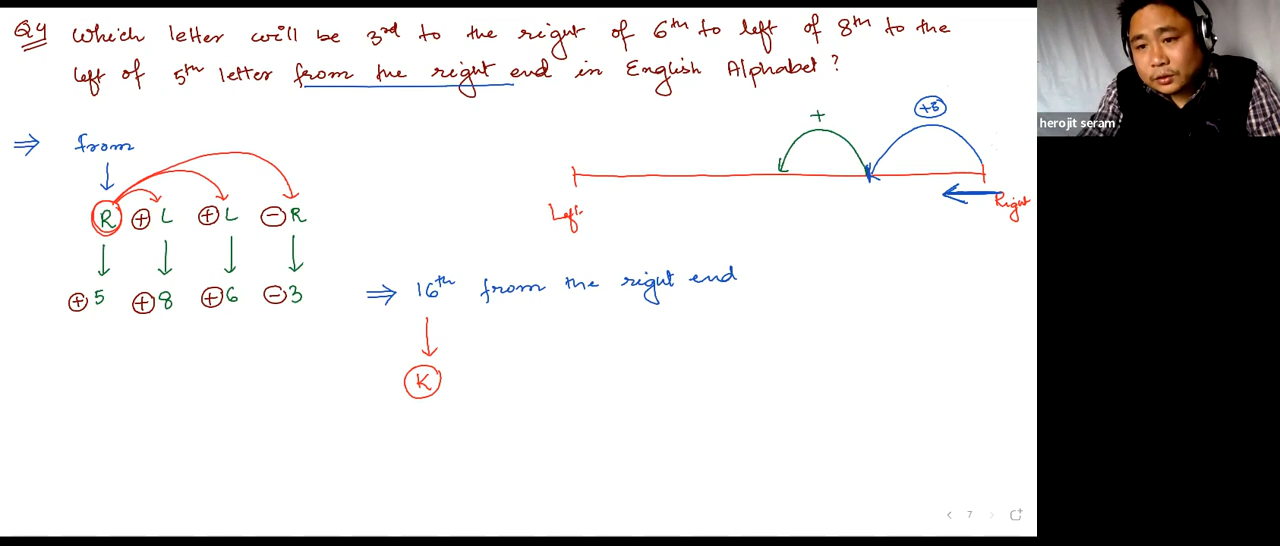 Q4 Which letter will be 3rd to the right of 6th to left of 8th to the
left of 5th letter from the right end in English Alphabet?
+5
+
⇒ from
herojit seram
R + L + L - R
Left
Right
+5 +8 +6 -3 ⇒ 16th from the right end
K
7